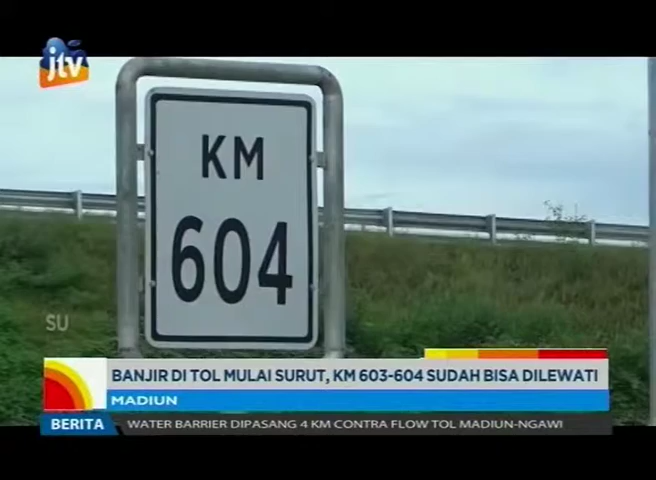 jtv
KM
604
SU
BANJIR DI TOL MULAI SURUT, KM 603-604 SUDAH BISA DILEWATI
MADIUN
BERITA
WATER BARRIER DIPASANG 4 KM CONTRA FLOW TOL MADIUN-NGAWI